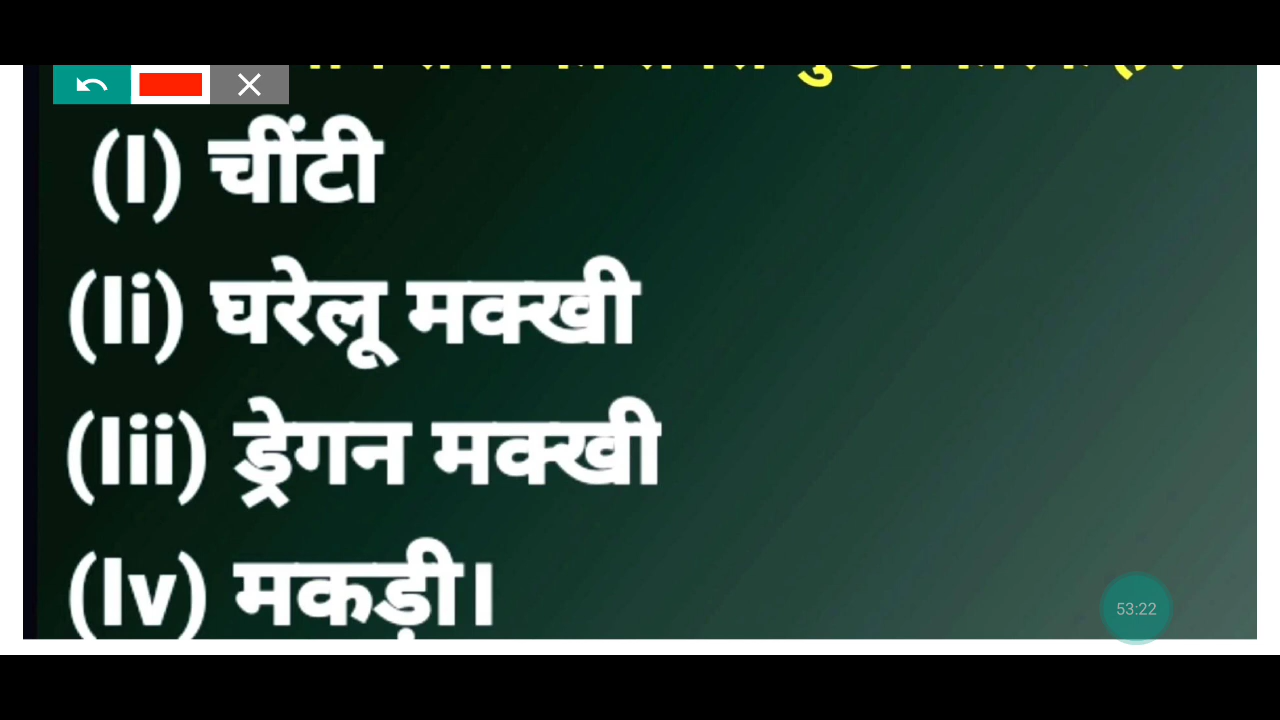 (I) चींटी
(Ii) घरेलू मक्खी
(Iii) ड्रेगन मक्खी
(Iv) मकड़ी।
53:22